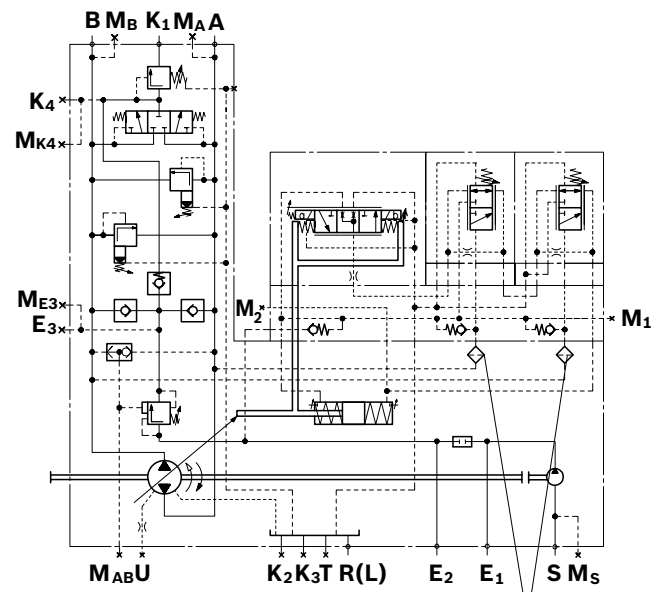 B M_B K_1 M_A A
K_4
M_K4
M_E3
E_3
M_2
M_1
M_AB U K_2 K_3 T R(L) E_2 E_1 S M_S